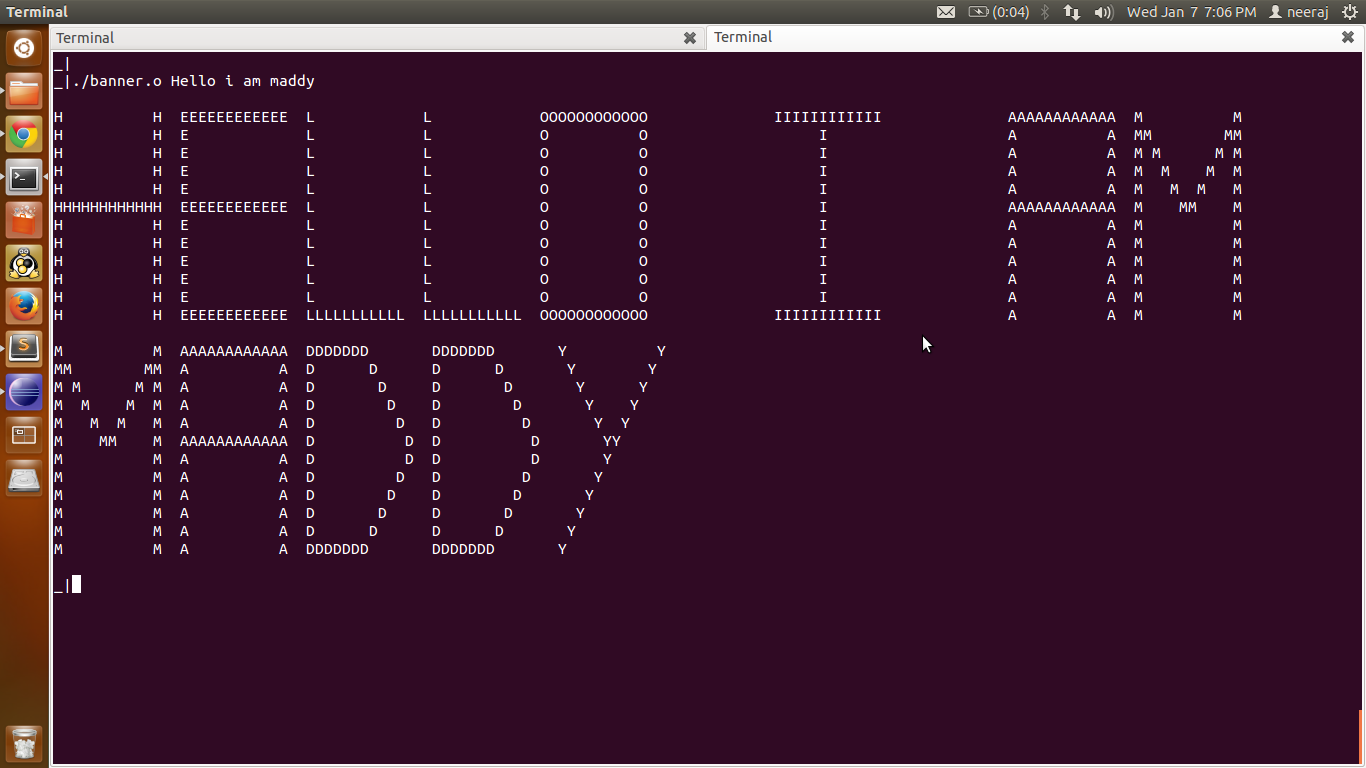 Terminal
(0:04) Wed Jan 7 7:06 PM neeraj
Terminal Terminal
_|
_|./banner.o Hello i am maddy
H          H  EEEEEEEEEEEE  L            L            OOOOOOOOOOOO              IIIIIIIIIIII              AAAAAAAAAAAA  M          M
H          H  E             L            L            O          O                   I                    A          A  MM        MM
H          H  E             L            L            O          O                   I                    A          A  M M      M M
H          H  E             L            L            O          O                   I                    A          A  M  M    M  M
H          H  E             L            L            O          O                   I                    A          A  M   M  M   M
HHHHHHHHHHHH  EEEEEEEEEEEE  L            L            O          O                   I                    AAAAAAAAAAAA  M    MM    M
H          H  E             L            L            O          O                   I                    A          A  M          M
H          H  E             L            L            O          O                   I                    A          A  M          M
H          H  E             L            L            O          O                   I                    A          A  M          M
H          H  E             L            L            O          O                   I                    A          A  M          M
H          H  E             L            L            O          O                   I                    A          A  M          M
H          H  EEEEEEEEEEEE  LLLLLLLLLLL  LLLLLLLLLLL  OOOOOOOOOOOO              IIIIIIIIIIII              A          A  M          M
M          M  AAAAAAAAAAAA  DDDDDDD       DDDDDDD       Y          Y
MM        MM  A          A  D      D      D      D       Y        Y
M M      M M  A          A  D       D     D       D       Y      Y
M  M    M  M  A          A  D        D    D        D       Y    Y
M   M  M   M  A          A  D         D   D         D       Y  Y
M    MM    M  AAAAAAAAAAAA  D          D  D          D       YY
M          M  A          A  D          D  D          D       Y
M          M  A          A  D         D   D         D       Y
M          M  A          A  D        D    D        D       Y
M          M  A          A  D       D     D       D       Y
M          M  A          A  D      D      D      D       Y
M          M  A          A  DDDDDDD       DDDDDDD       Y
_|